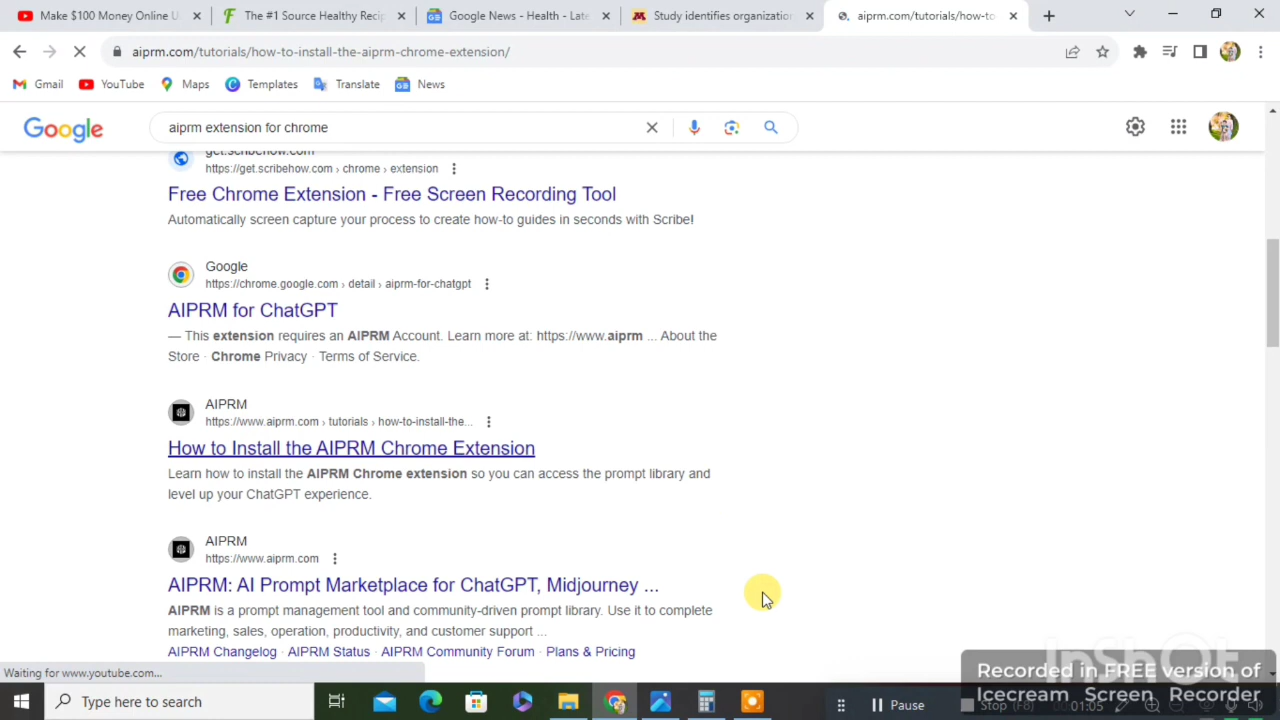 Make $100 Money Online U
The #1 Source Healthy Recip
Google News - Health - Late
Study identifies organization
aiprm.com/tutorials/how-to
aiprm.com/tutorials/how-to-install-the-aiprm-chrome-extension/
Gmail
YouTube
Maps
Templates
Translate
News
Google
aiprm extension for chrome
get.scribehow.com
https://get.scribehow.com › chrome › extension
Free Chrome Extension - Free Screen Recording Tool
Automatically screen capture your process to create how-to guides in seconds with Scribe!
Google
https://chrome.google.com › detail › aiprm-for-chatgpt
AIPRM for ChatGPT
— This extension requires an AIPRM Account. Learn more at: https://www.aiprm ... About the
Store · Chrome Privacy · Terms of Service.
AIPRM
https://www.aiprm.com › tutorials › how-to-install-the...
How to Install the AIPRM Chrome Extension
Learn how to install the AIPRM Chrome extension so you can access the prompt library and
level up your ChatGPT experience.
AIPRM
https://www.aiprm.com
AIPRM: AI Prompt Marketplace for ChatGPT, Midjourney ...
AIPRM is a prompt management tool and community-driven prompt library. Use it to complete
marketing, sales, operation, productivity, and customer support ...
AIPRM Changelog · AIPRM Status · AIPRM Community Forum · Plans & Pricing
Waiting for www.youtube.com...
InShOt
Recorded in FREE version of
Icecream Screen Recorder
Type here to search
Pause
Stop (F8)
00:01:05